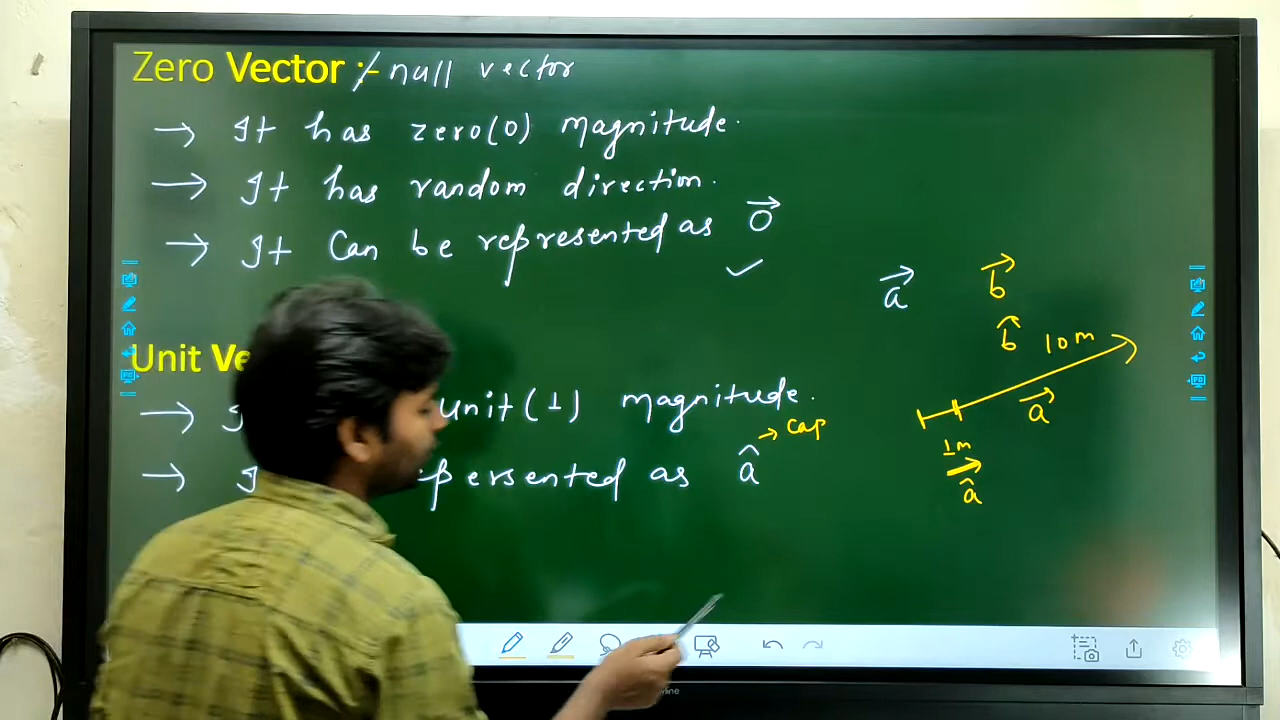 Zero Vector :- / null vector
→ It has zero(0) magnitude.
→ It has random direction.
→ It Can be represented as 0⃗
✓
a⃗ b⃗
b̂
10m
a⃗
1m
â
Unit Ve
→ I unit(1) magnitude.
→ cap
→ I persented as â